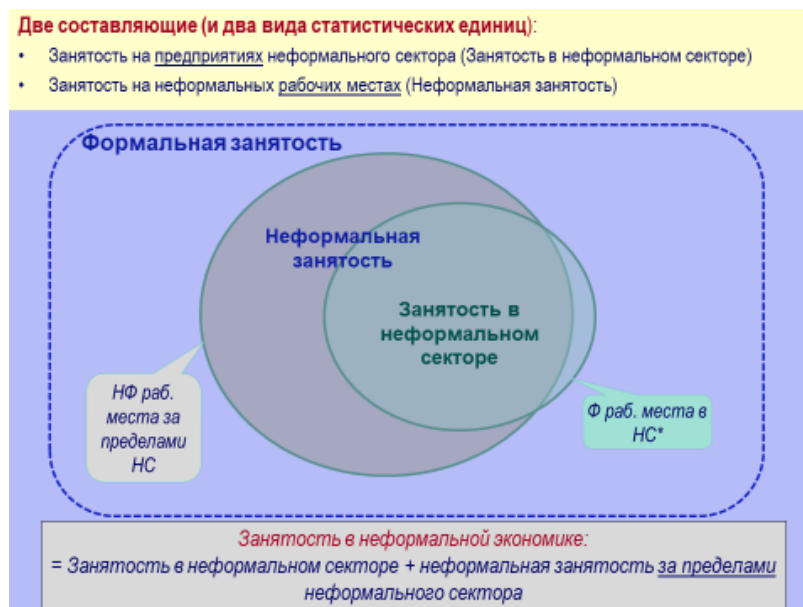 Две составляющие (и два вида статистических единиц):
• Занятость на предприятиях неформального сектора (Занятость в неформальном секторе)
• Занятость на неформальных рабочих местах (Неформальная занятость)
Формальная занятость
Неформальная
занятость
Занятость в
неформальном
секторе
НФ раб.
места за
пределами
НС
Ф раб. места в
НС*
Занятость в неформальной экономике:
= Занятость в неформальном секторе + неформальная занятость за пределами
неформального сектора